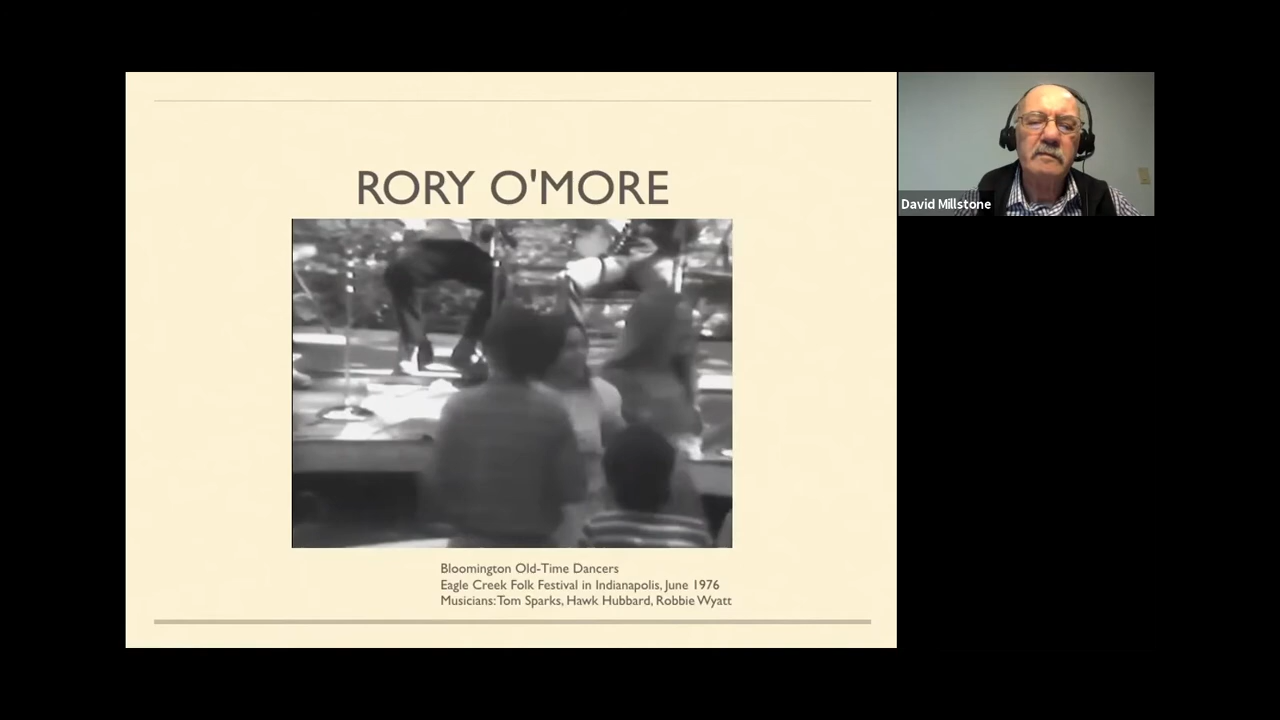 RORY O'MORE
Bloomington Old-Time Dancers
Eagle Creek Folk Festival in Indianapolis, June 1976
Musicians: Tom Sparks, Hawk Hubbard, Robbie Wyatt
David Millstone